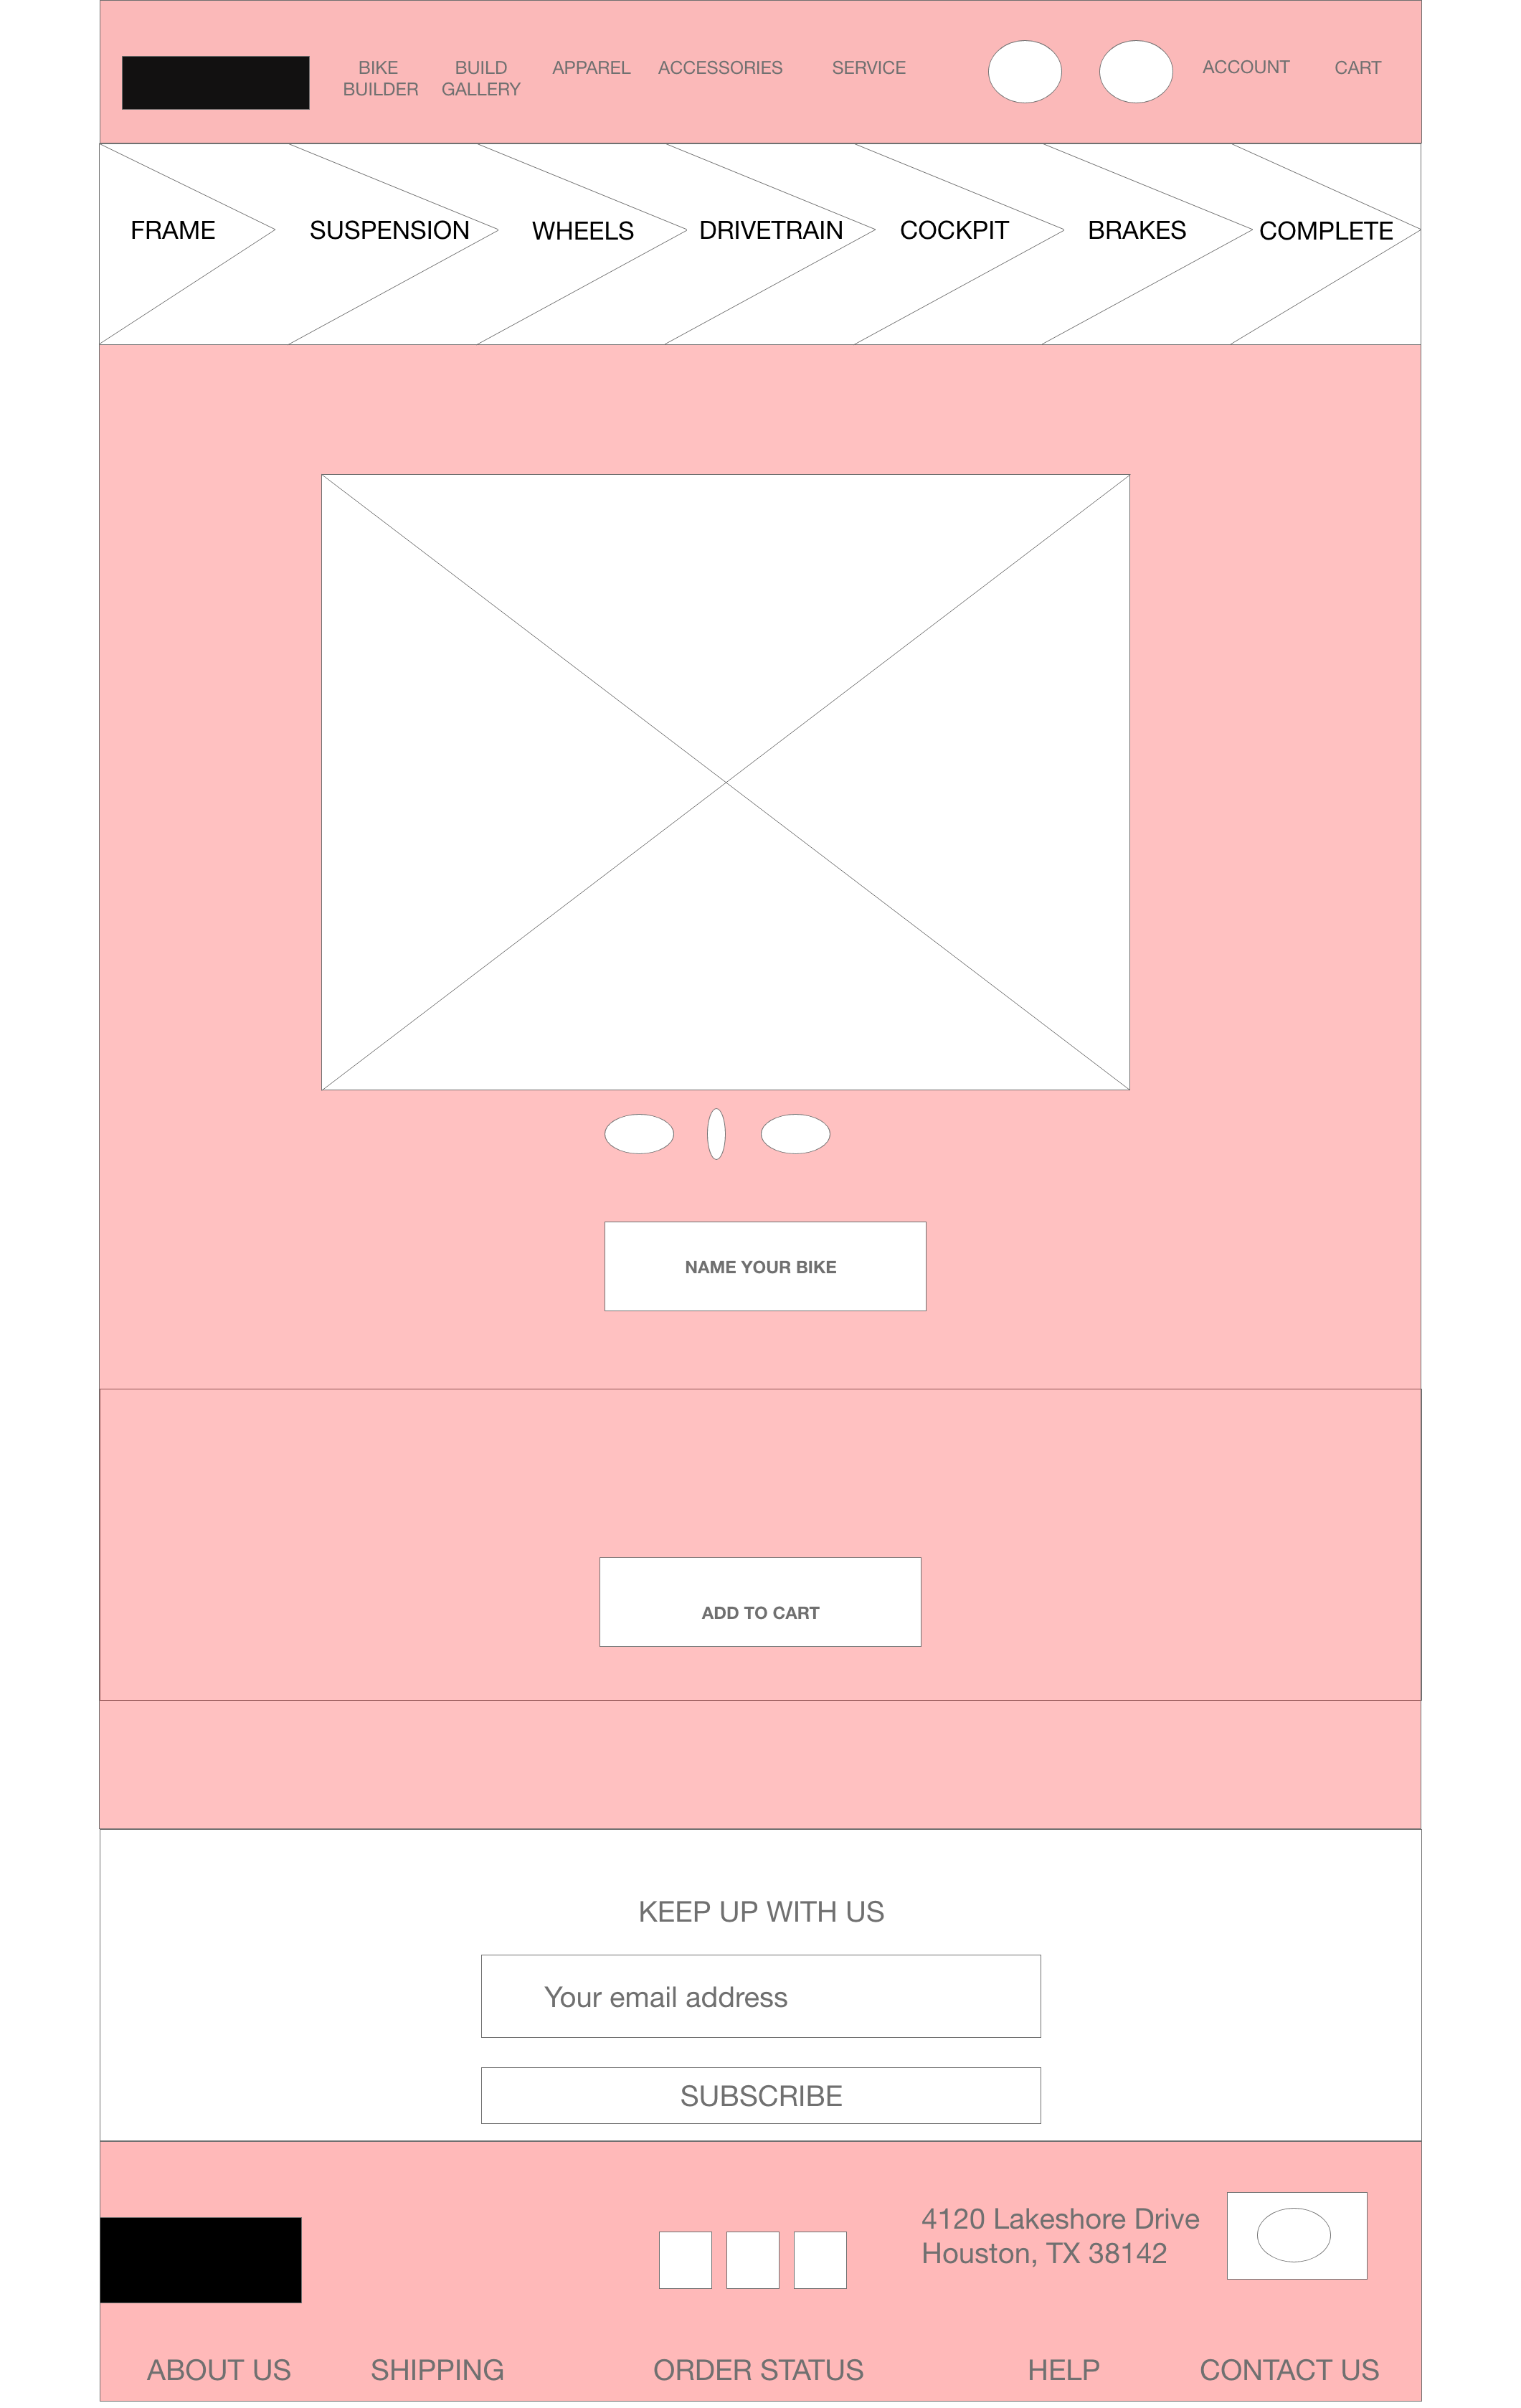 BIKE
BUILDER
BUILD
GALLERY
APPAREL
ACCESSORIES
SERVICE
ACCOUNT
CART
FRAME
SUSPENSION
WHEELS
DRIVETRAIN
COCKPIT
BRAKES
COMPLETE
NAME YOUR BIKE
ADD TO CART
KEEP UP WITH US
Your email address
SUBSCRIBE
4120 Lakeshore Drive
Houston, TX 38142
ABOUT US
SHIPPING
ORDER STATUS
HELP
CONTACT US